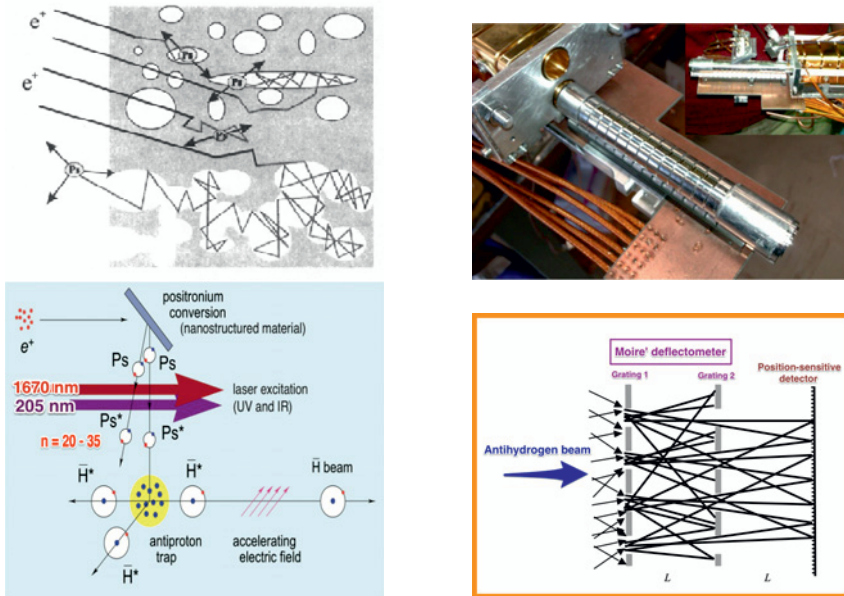 e⁺
Ps
e⁺
Ps
Ps
Ps
positronium
conversion
(nanostructured material)
e⁺
Ps
Ps
1670 nm
laser excitation
205 nm
(UV and IR)
Ps*
Ps*
n = 20 - 35
H̄*
H̄*
H̄ beam
antiproton
trap
accelerating
electric field
H̄*
Moire' deflectometer
Position-sensitive
detector
Grating 1
Grating 2
Antihydrogen beam
L
L